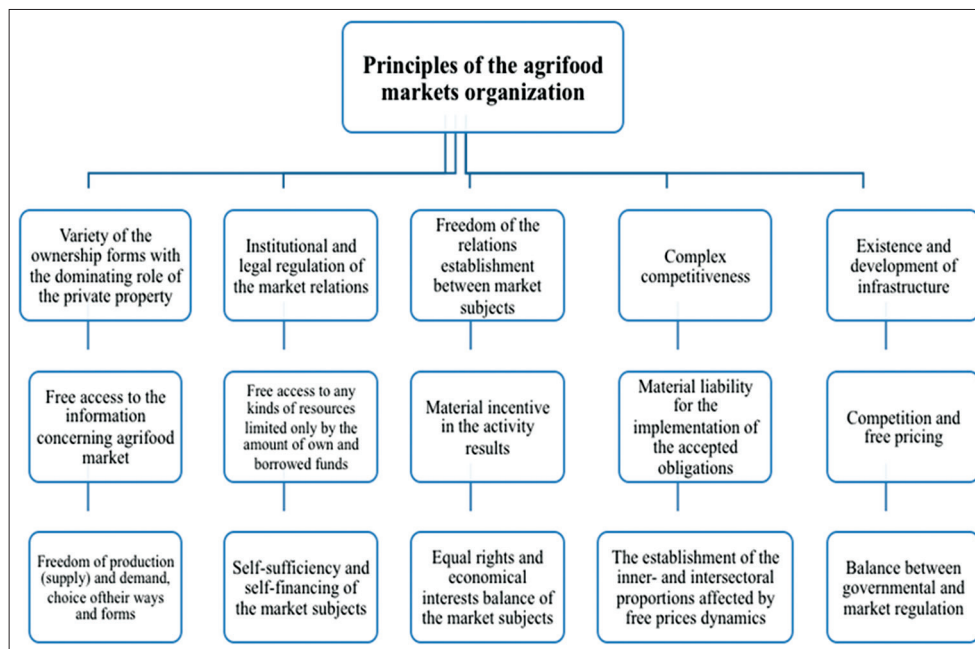 Principles of the agrifood
markets organization
Variety of the
ownership forms with
the dominating role of
the private property
Institutional and
legal regulation of
the market relations
Freedom of the
relations
establishment
between market
subjects
Complex
competitiveness
Existence and
development of
infrastructure
Free access to the
information
concerning agrifood
market
Free access to any
kinds of resources
limited only by the
amount of own and
borrowed funds
Material incentive
in the activity
results
Material liability
for the
implementation of
the accepted
obligations
Competition and
free pricing
Freedom of production
(supply) and demand,
choice oftheir ways
and forms
Self-sufficiency and
self-financing of
the market subjects
Equal rights and
economical
interests balance of
the market subjects
The establishment of the
inner- and intersectoral
proportions affected by
free prices dynamics
Balance between
governmental and
market regulation